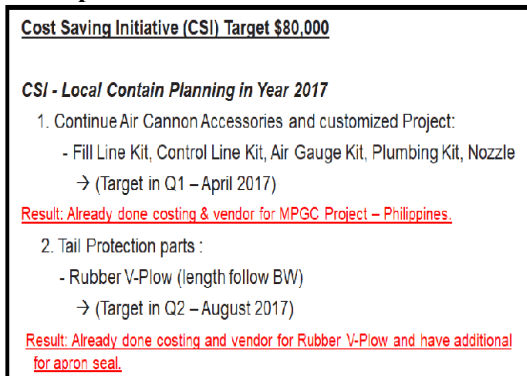 Cost Saving Initiative (CSI) Target $80,000
CSI - Local Contain Planning in Year 2017
1. Continue Air Cannon Accessories and customized Project:
- Fill Line Kit, Control Line Kit, Air Gauge Kit, Plumbing Kit, Nozzle
→ (Target in Q1 – April 2017)
Result: Already done costing & vendor for MPGC Project – Philippines.
2. Tail Protection parts :
- Rubber V-Plow (length follow BW)
→ (Target in Q2 – August 2017)
Result: Already done costing and vendor for Rubber V-Plow and have additional
for apron seal.